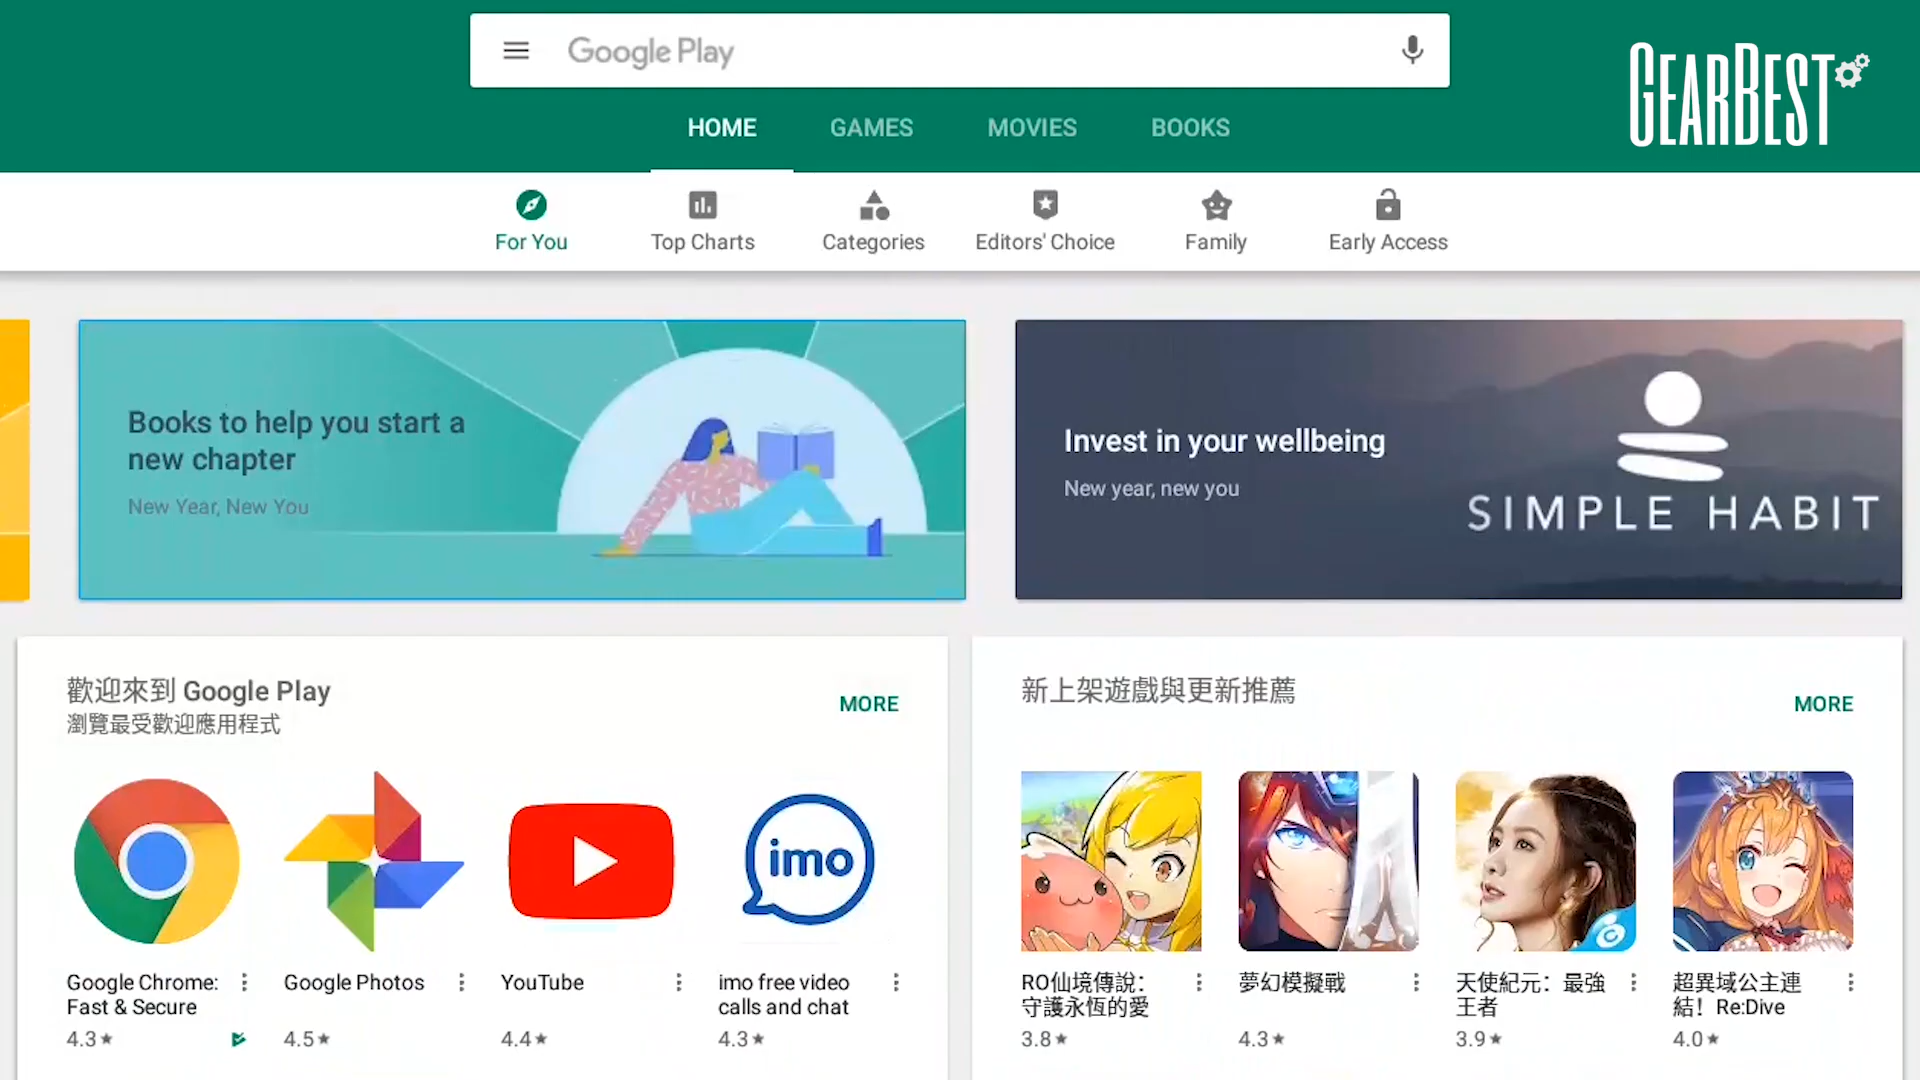 Google Play
GEARBEST
HOME
GAMES
MOVIES
BOOKS
For You
Top Charts
Categories
Editors' Choice
Family
Early Access
Books to help you start a
new chapter
New Year, New You
Invest in your wellbeing
New year, new you
SIMPLE HABIT
歡迎來到 Google Play
瀏覽最受歡迎應用程式
MORE
imo
Google Chrome:
Fast & Secure
4.3
Google Photos
4.5
YouTube
4.4
imo free video
calls and chat
4.3
新上架遊戲與更新推薦
MORE
RO仙境傳說：
守護永恆的愛
3.8
夢幻模擬戰
4.3
天使紀元：最強
王者
3.9
超異域公主連
結！Re:Dive
4.0